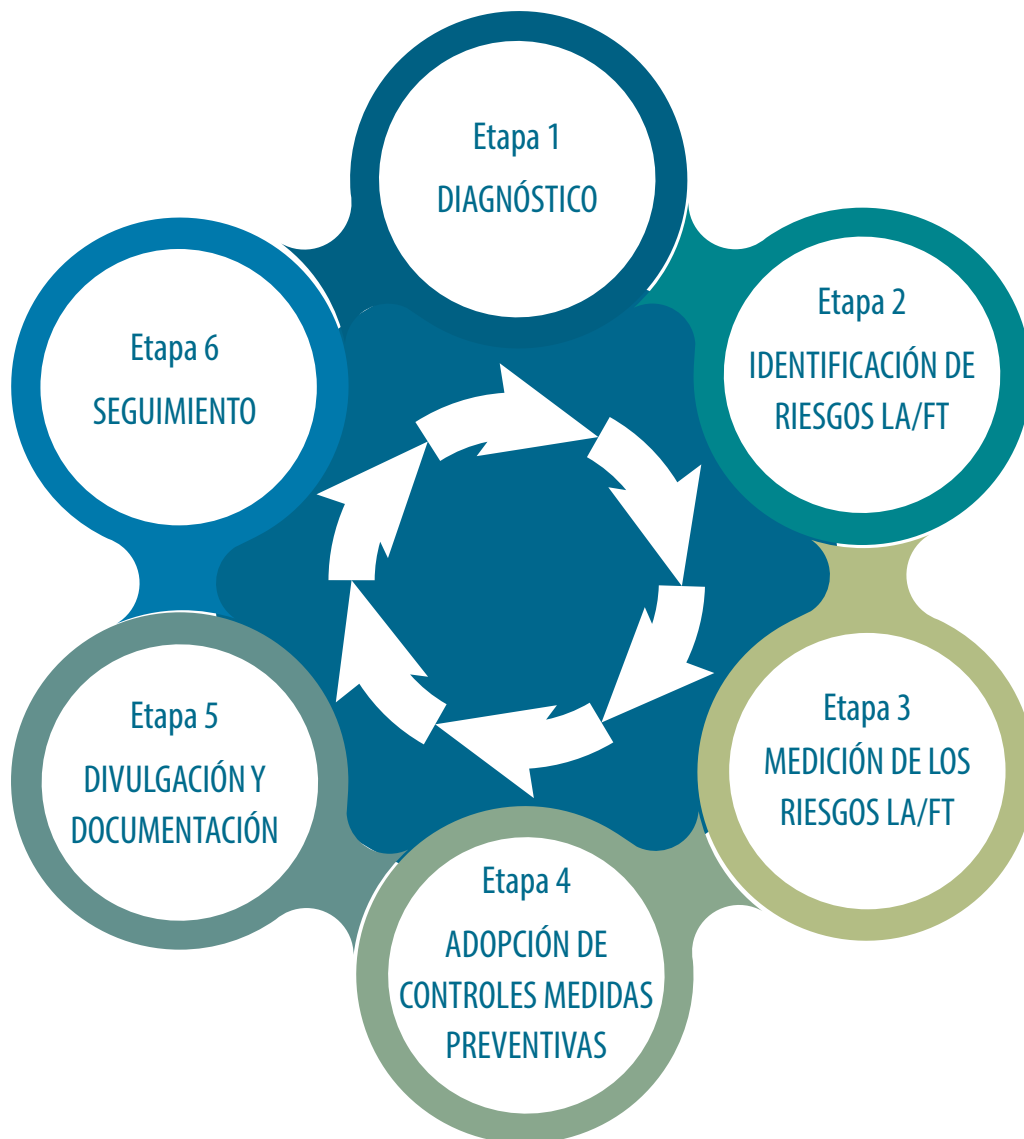 Etapa 1
DIAGNÓSTICO
Etapa 2
IDENTIFICACIÓN DE
RIESGOS LA/FT
Etapa 3
MEDICIÓN DE LOS
RIESGOS LA/FT
Etapa 4
ADOPCIÓN DE
CONTROLES MEDIDAS
PREVENTIVAS
Etapa 5
DIVULGACIÓN Y
DOCUMENTACIÓN
Etapa 6
SEGUIMIENTO